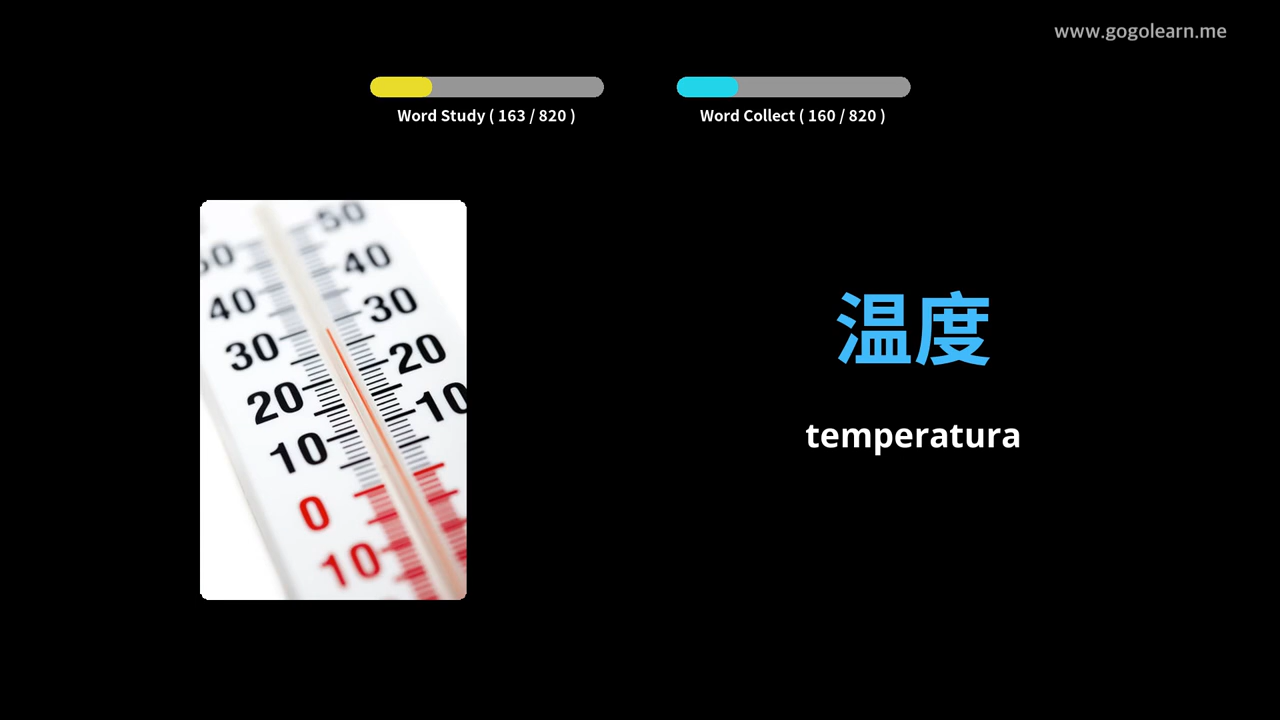 www.gogolearn.me
Word Study ( 163 / 820 )
Word Collect ( 160 / 820 )
50
50
40
40
30
30
20
20
10
10
0
10
温度
temperatura